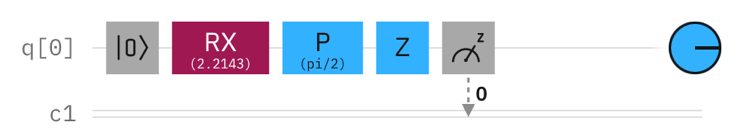 q[0] |0⟩ RX (2.2143) P (pi/2) Z z
0
c1